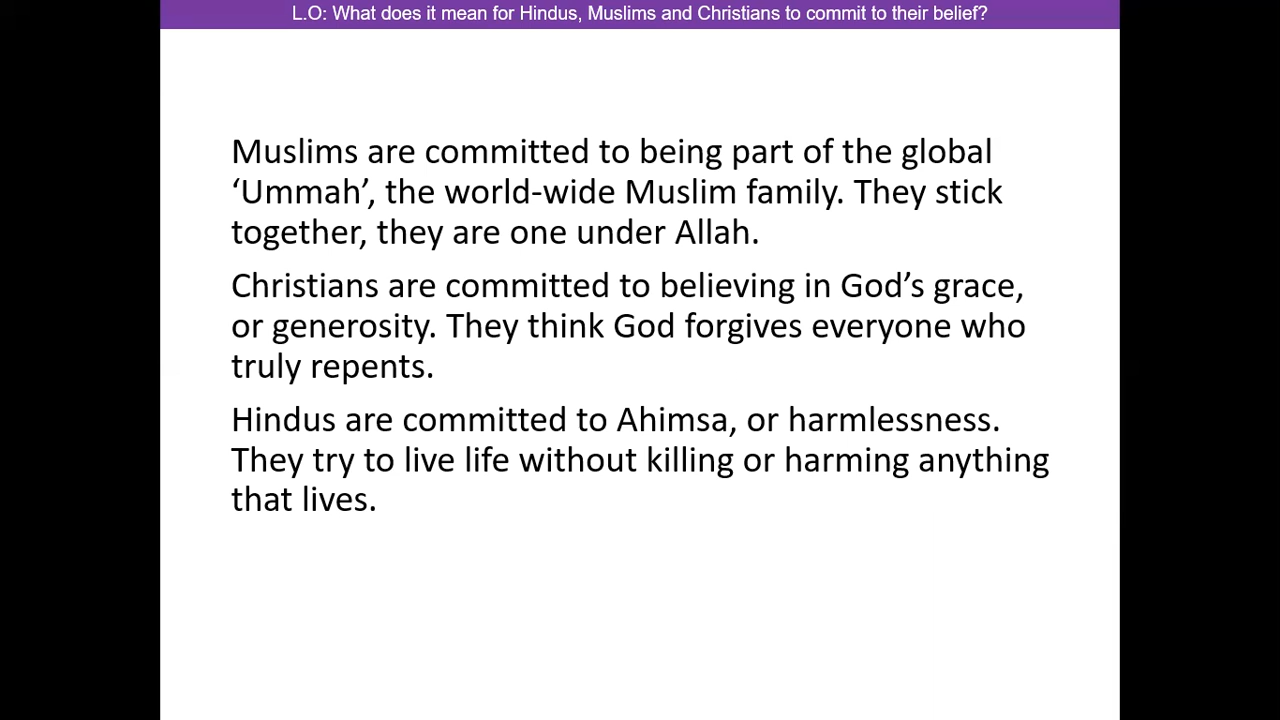 L.O: What does it mean for Hindus, Muslims and Christians to commit to their belief?
Muslims are committed to being part of the global
‘Ummah’, the world-wide Muslim family. They stick
together, they are one under Allah.
Christians are committed to believing in God’s grace,
or generosity. They think God forgives everyone who
truly repents.
Hindus are committed to Ahimsa, or harmlessness.
They try to live life without killing or harming anything
that lives.